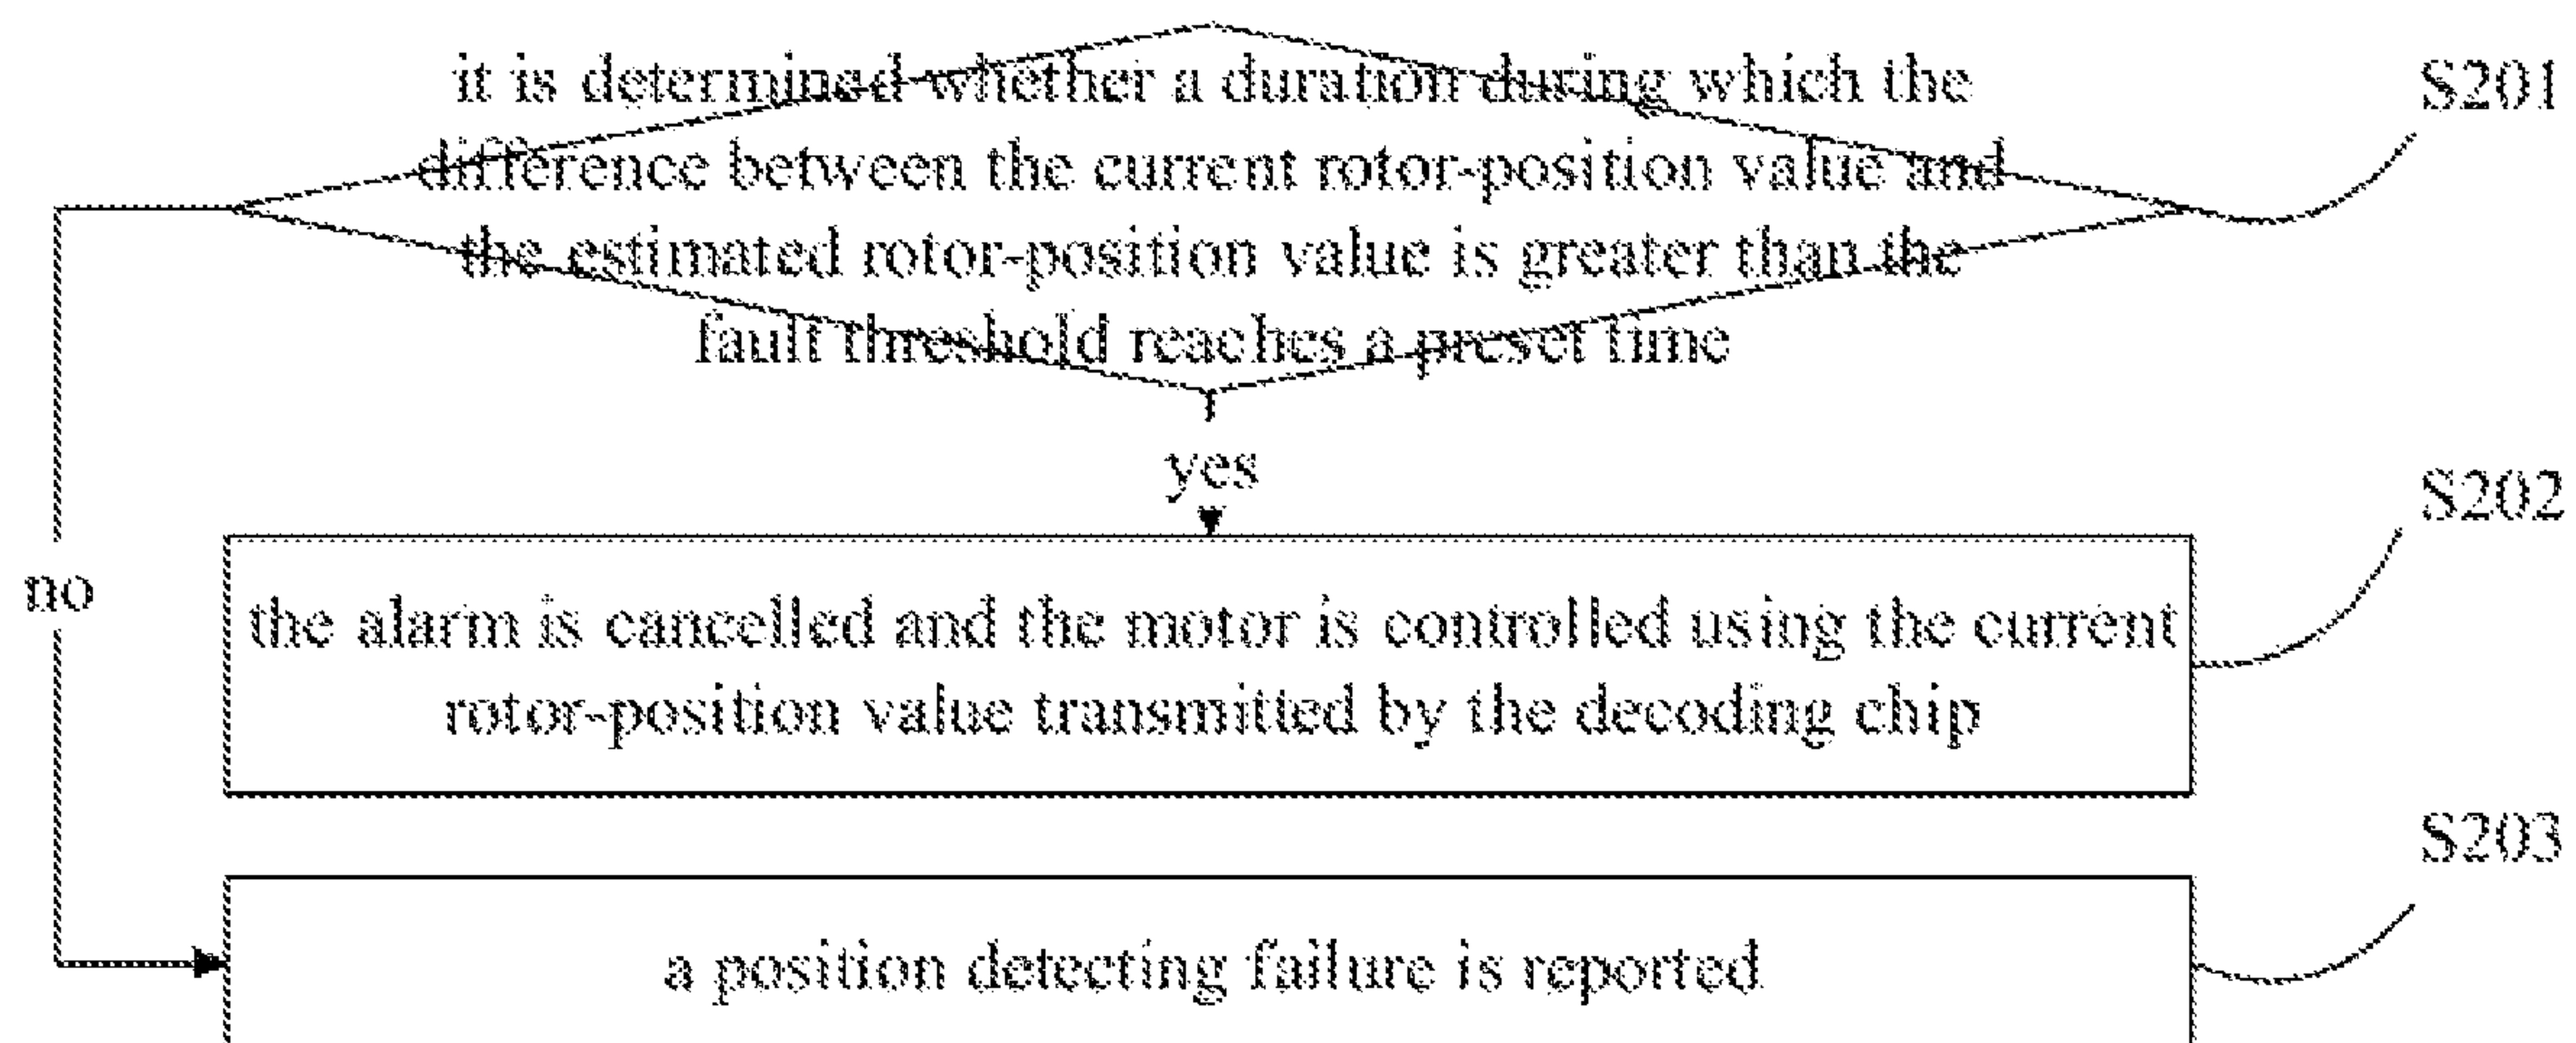 it is determined whether a duration during which the
difference between the current rotor-position value and
the estimated rotor-position value is greater than the
fault threshold reaches a preset time
S201
yes
no
S202
the alarm is cancelled and the motor is controlled using the current
rotor-position value transmitted by the decoding chip
S203
a position detecting failure is reported